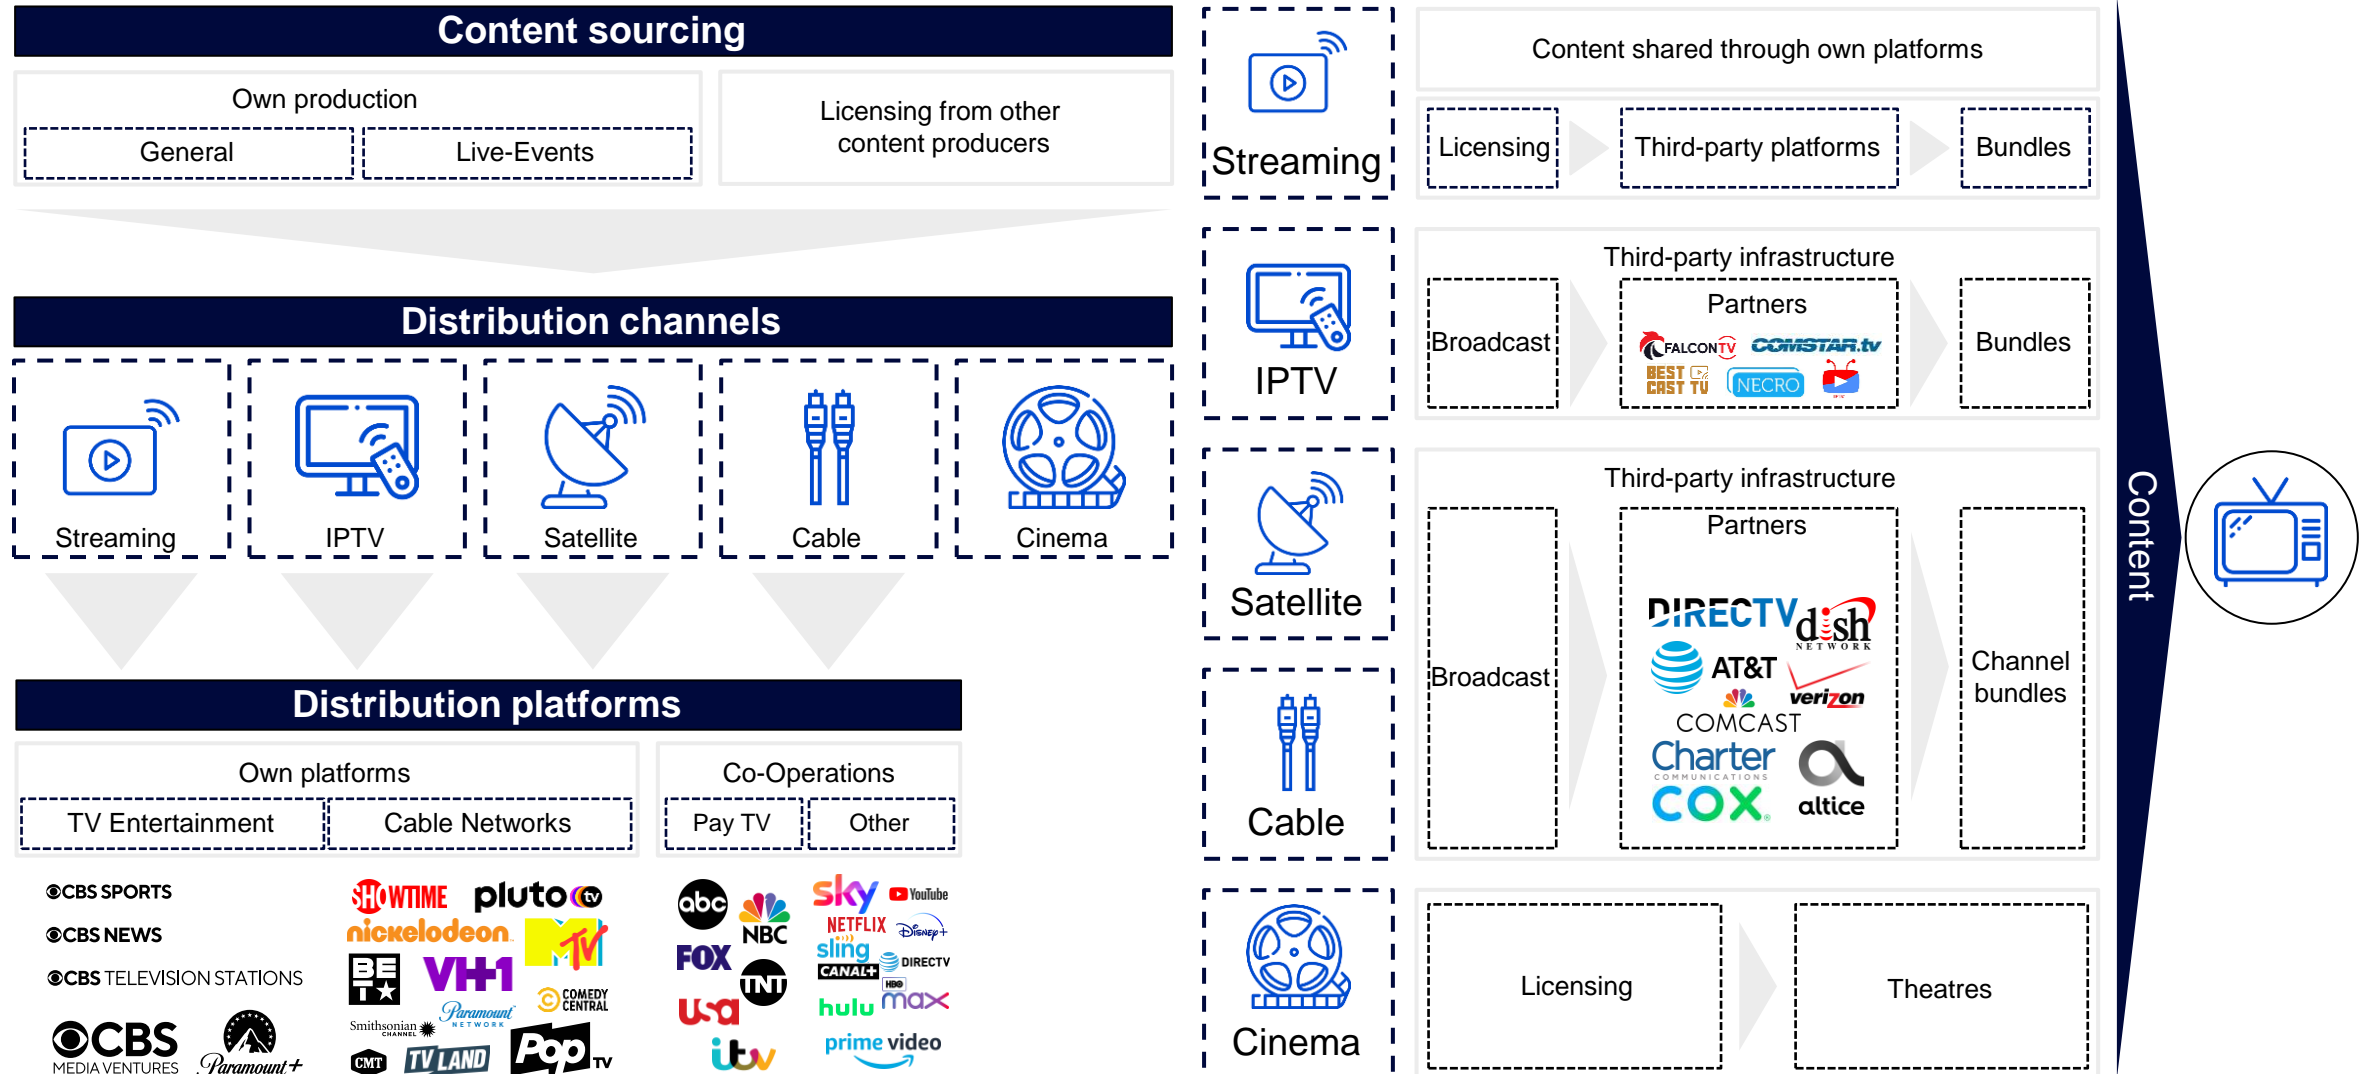 Content sourcing
Own production
General
Live-Events
Licensing from other
content producers
Distribution channels
Streaming
IPTV
Satellite
Cable
Cinema
Distribution platforms
Own platforms
TV Entertainment
Cable Networks
Co-Operations
Pay TV
Other
CBS SPORTS
CBS NEWS
CBS TELEVISION STATIONS
CBS
MEDIA VENTURES
Paramount+
SHOWTIME
pluto tv
nickelodeon
MTV
BET
VH1
Paramount
NETWORK
COMEDY
CENTRAL
Smithsonian
CHANNEL
CMT
TV LAND
Pop TV
abc
NBC
FOX
TNT
usa
itv
sky
YouTube
NETFLIX
Disney+
sling
DIRECTV
CANAL+
HBO
max
hulu
prime video
Streaming
Content shared through own platforms
Licensing
Third-party platforms
Bundles
IPTV
Third-party infrastructure
Broadcast
Partners
FALCONTV
COMSTAR.tv
BEST
CAST TV
NECRO
Bundles
Satellite
Cable
Third-party infrastructure
Broadcast
Partners
DIRECTV
dish
NETWORK
AT&T
verizon
COMCAST
Charter
COMMUNICATIONS
COX
altice
Channel
bundles
Cinema
Licensing
Theatres
Content